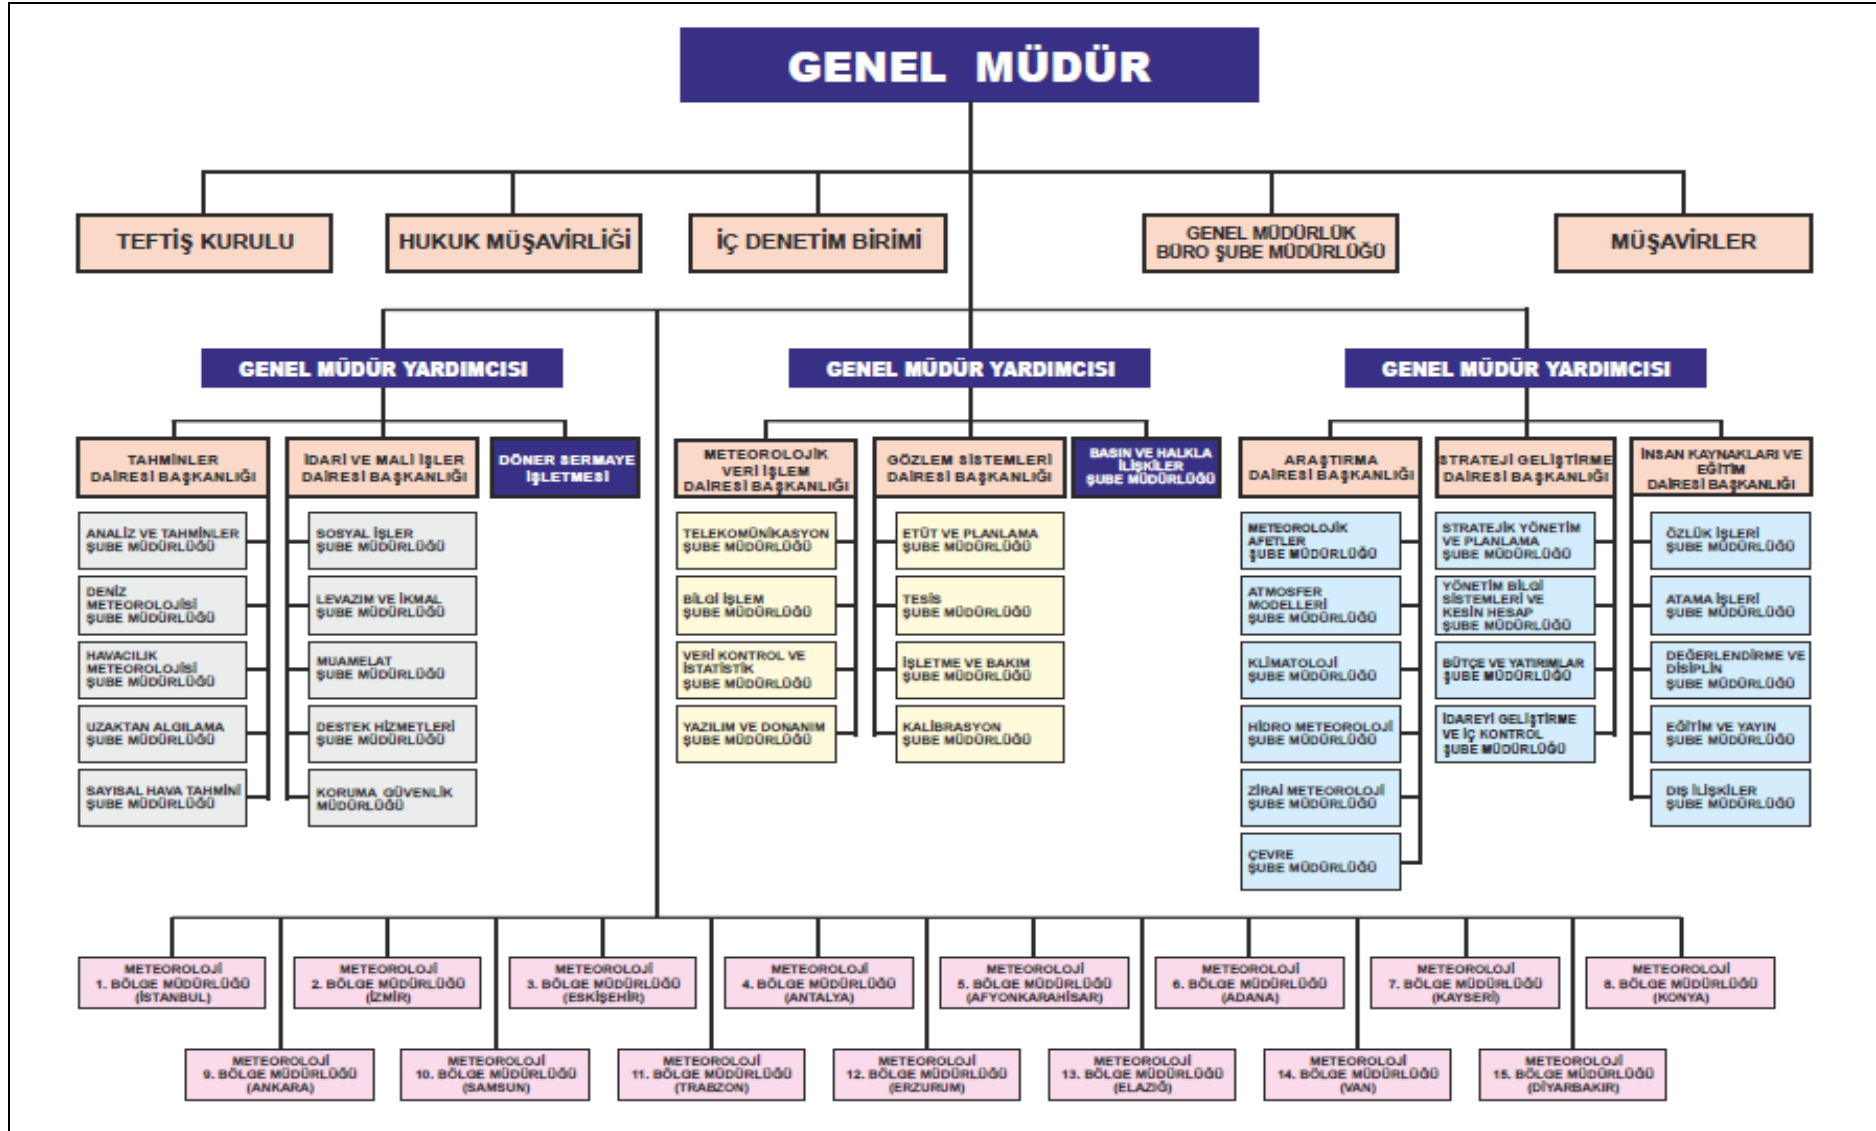 GENEL MÜDÜR
TEFTİŞ KURULU
HUKUK MÜŞAVİRLİĞİ
İÇ DENETİM BİRİMİ
GENEL MÜDÜRLÜK
BÜRO ŞUBE MÜDÜRLÜĞÜ
MÜŞAVİRLER
GENEL MÜDÜR YARDIMCISI
GENEL MÜDÜR YARDIMCISI
GENEL MÜDÜR YARDIMCISI
TAHMİNLER
DAİRESİ BAŞKANLIĞI
İDARİ VE MALİ İŞLER
DAİRESİ BAŞKANLIĞI
DÖNER SERMAYE
İŞLETMESİ
METEOROLOJİK
VERİ İŞLEM
DAİRESİ BAŞKANLIĞI
GÖZLEM SİSTEMLERİ
DAİRESİ BAŞKANLIĞI
BASIN VE HALKLA
İLİŞKİLER
ŞUBE MÜDÜRLÜĞÜ
ARAŞTIRMA
DAİRESİ BAŞKANLIĞI
STRATEJİ GELİŞTİRME
DAİRESİ BAŞKANLIĞI
İNSAN KAYNAKLARI VE
EĞİTİM
DAİRESİ BAŞKANLIĞI
ANALİZ VE TAHMİNLER
ŞUBE MÜDÜRLÜĞÜ
DENİZ
METEOROLOJİSİ
ŞUBE MÜDÜRLÜĞÜ
HAVACILIK
METEOROLOJİSİ
ŞUBE MÜDÜRLÜĞÜ
UZAKTAN ALGILAMA
ŞUBE MÜDÜRLÜĞÜ
SAYISAL HAVA TAHMİNİ
ŞUBE MÜDÜRLÜĞÜ
SOSYAL İŞLER
ŞUBE MÜDÜRLÜĞÜ
LEVAZIM VE İKMAL
ŞUBE MÜDÜRLÜĞÜ
MUAMELAT
ŞUBE MÜDÜRLÜĞÜ
DESTEK HİZMETLERİ
ŞUBE MÜDÜRLÜĞÜ
KORUMA GÜVENLİK
MÜDÜRLÜĞÜ
TELEKOMÜNİKASYON
ŞUBE MÜDÜRLÜĞÜ
BİLGİ İŞLEM
ŞUBE MÜDÜRLÜĞÜ
VERİ KONTROL VE
İSTATİSTİK
ŞUBE MÜDÜRLÜĞÜ
YAZILIM VE DONANIM
ŞUBE MÜDÜRLÜĞÜ
ETÜT VE PLANLAMA
ŞUBE MÜDÜRLÜĞÜ
TESİS
ŞUBE MÜDÜRLÜĞÜ
İŞLETME VE BAKIM
ŞUBE MÜDÜRLÜĞÜ
KALİBRASYON
ŞUBE MÜDÜRLÜĞÜ
METEOROLOJİK
AFETLER
ŞUBE MÜDÜRLÜĞÜ
ATMOSFER
MODELLERİ
ŞUBE MÜDÜRLÜĞÜ
KLİMATOLOJİ
ŞUBE MÜDÜRLÜĞÜ
HİDRO METEOROLOJİ
ŞUBE MÜDÜRLÜĞÜ
ZİRAİ METEOROLOJİ
ŞUBE MÜDÜRLÜĞÜ
ÇEVRE
ŞUBE MÜDÜRLÜĞÜ
STRATEJİK YÖNETİM
VE PLANLAMA
ŞUBE MÜDÜRLÜĞÜ
YÖNETİM BİLGİ
SİSTEMLERİ VE
KESİN HESAP
ŞUBE MÜDÜRLÜĞÜ
BÜTÇE VE YATIRIMLAR
ŞUBE MÜDÜRLÜĞÜ
İDAREYİ GELİŞTİRME
VE İÇ KONTROL
ŞUBE MÜDÜRLÜĞÜ
ÖZLÜK İŞLERİ
ŞUBE MÜDÜRLÜĞÜ
ATAMA İŞLERİ
ŞUBE MÜDÜRLÜĞÜ
DEĞERLENDİRME VE
DİSİPLİN
ŞUBE MÜDÜRLÜĞÜ
EĞİTİM VE YAYIN
ŞUBE MÜDÜRLÜĞÜ
DIŞ İLİŞKİLER
ŞUBE MÜDÜRLÜĞÜ
METEOROLOJİ
1. BÖLGE MÜDÜRLÜĞÜ
(İSTANBUL)
METEOROLOJİ
2. BÖLGE MÜDÜRLÜĞÜ
(İZMİR)
METEOROLOJİ
3. BÖLGE MÜDÜRLÜĞÜ
(ESKİŞEHİR)
METEOROLOJİ
4. BÖLGE MÜDÜRLÜĞÜ
(ANTALYA)
METEOROLOJİ
5. BÖLGE MÜDÜRLÜĞÜ
(AFYONKARAHİSAR)
METEOROLOJİ
6. BÖLGE MÜDÜRLÜĞÜ
(ADANA)
METEOROLOJİ
7. BÖLGE MÜDÜRLÜĞÜ
(KAYSERİ)
METEOROLOJİ
8. BÖLGE MÜDÜRLÜĞÜ
(KONYA)
METEOROLOJİ
9. BÖLGE MÜDÜRLÜĞÜ
(ANKARA)
METEOROLOJİ
10. BÖLGE MÜDÜRLÜĞÜ
(SAMSUN)
METEOROLOJİ
11. BÖLGE MÜDÜRLÜĞÜ
(TRABZON)
METEOROLOJİ
12. BÖLGE MÜDÜRLÜĞÜ
(ERZURUM)
METEOROLOJİ
13. BÖLGE MÜDÜRLÜĞÜ
(ELAZIĞ)
METEOROLOJİ
14. BÖLGE MÜDÜRLÜĞÜ
(VAN)
METEOROLOJİ
15. BÖLGE MÜDÜRLÜĞÜ
(DİYARBAKIR)